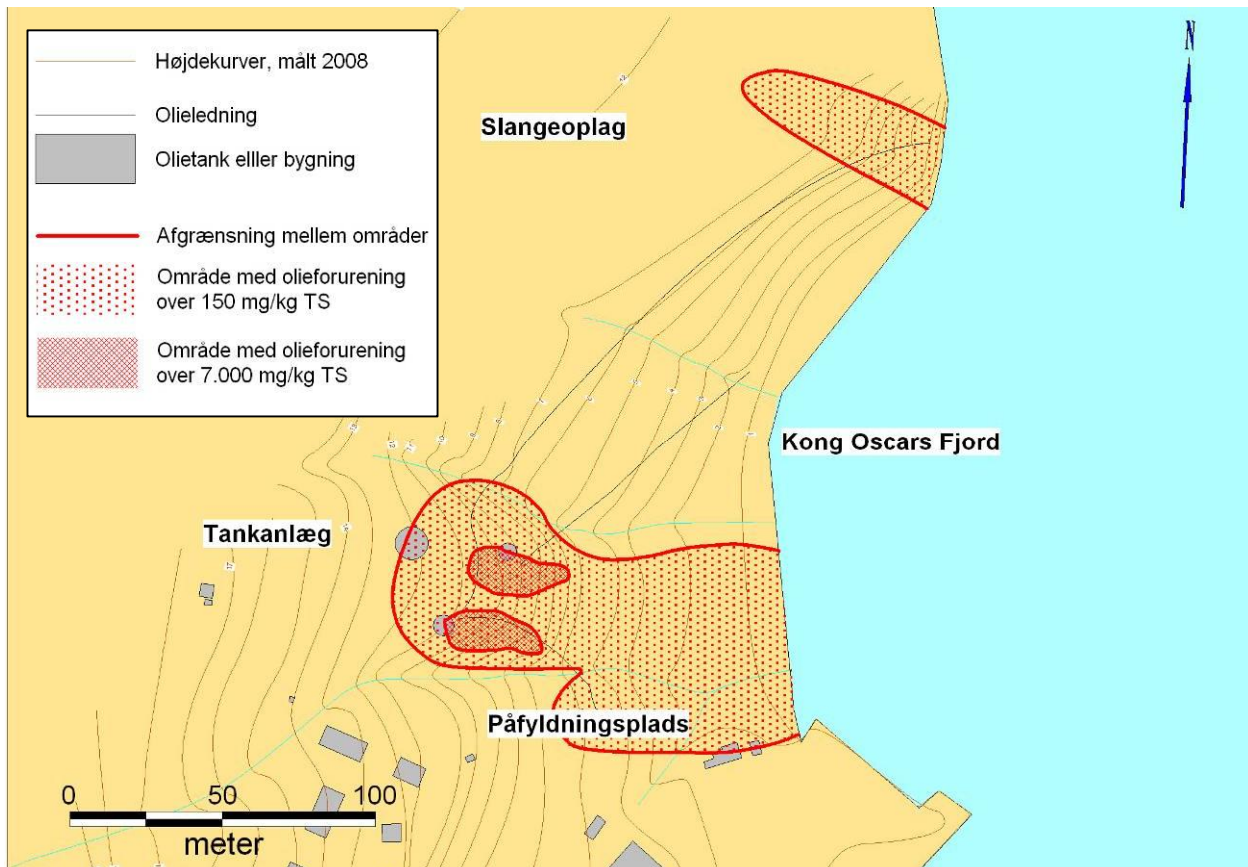 Højdekurver, målt 2008
Olieledning
Olietank elller bygning
Afgrænsning mellem områder
Område med olieforurening
over 150 mg/kg TS
Område med olieforurening
over 7.000 mg/kg TS
N
Slangeoplag
Kong Oscars Fjord
Tankanlæg
Påfyldningsplads
0 50 100
meter